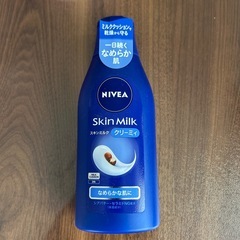 ミルククッションで
乾燥から守る
一日続く
なめらか
肌
NIVEA
Skin Milk
スキンミルク
クリーミィ
なめらかな肌に